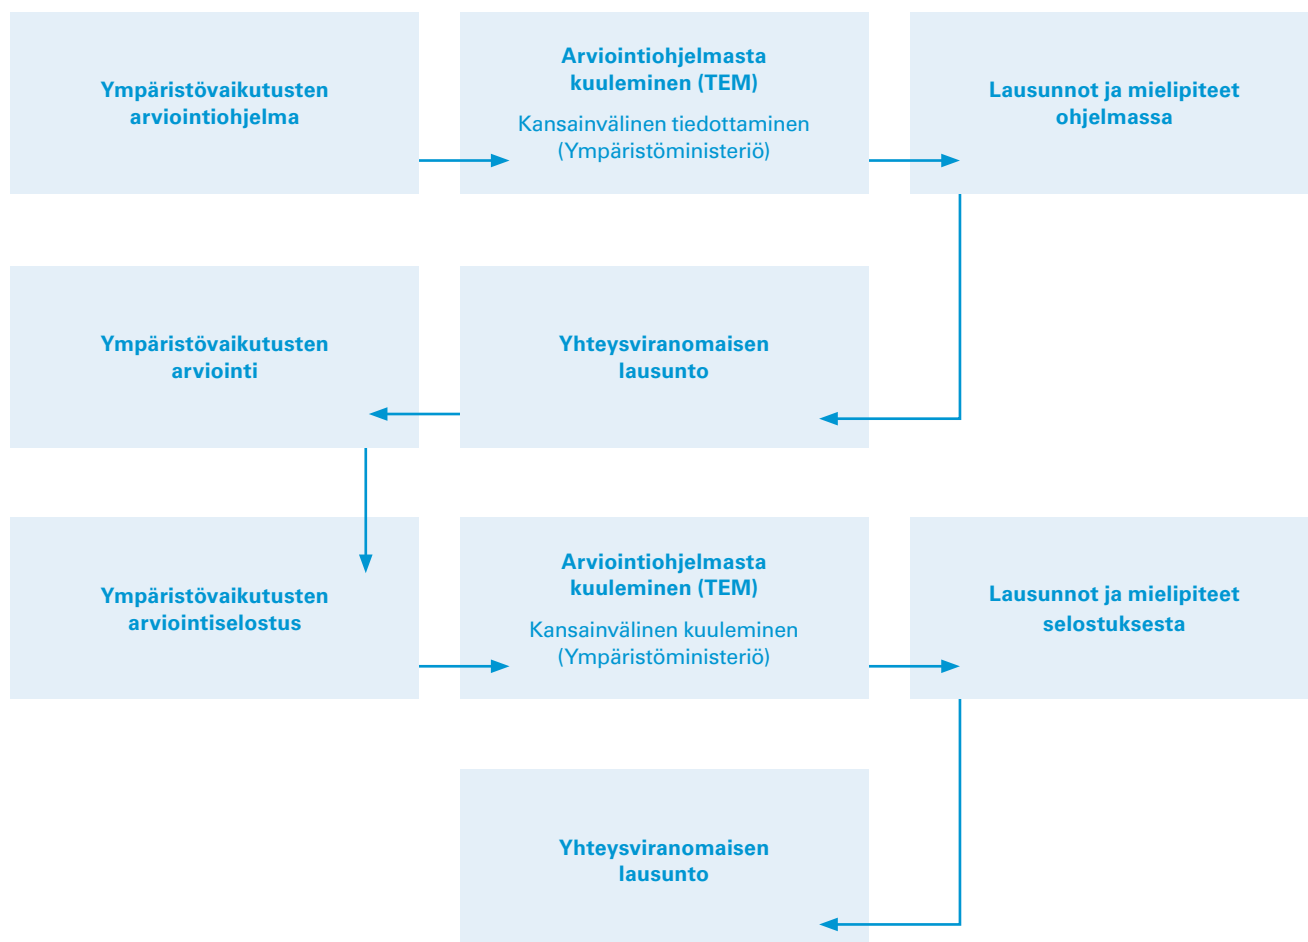 Ympäristövaikutusten
arviointiohjelma
Arviointiohjelmasta
kuuleminen (TEM)
Kansainvälinen tiedottaminen
(Ympäristöministeriö)
Lausunnot ja mielipiteet
ohjelmassa
Ympäristövaikutusten
arviointi
Yhteysviranomaisen
lausunto
Ympäristövaikutusten
arviointiselostus
Arviointiohjelmasta
kuuleminen (TEM)
Kansainvälinen kuuleminen
(Ympäristöministeriö)
Lausunnot ja mielipiteet
selostuksesta
Yhteysviranomaisen
lausunto